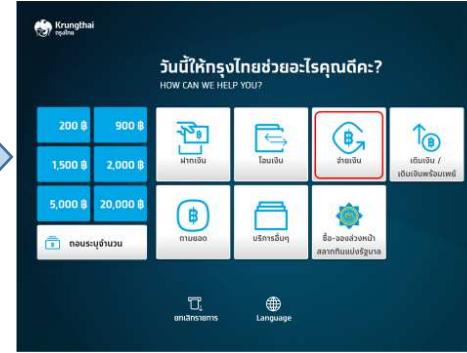 Krungthai
กรุงไทย
วันนี้ให้กรุงไทยช่วยอะไรคุณดีคะ?
HOW CAN WE HELP YOU?
200 ฿ 900 ฿
1,500 ฿ 2,000 ฿
5,000 ฿ 20,000 ฿
ถอนระบุจำนวน
ฝากเงิน
โอนเงิน
จ่ายเงิน
เติมเงิน /
เติมเงินพร้อมเพย์
ถามยอด
บริการอื่นๆ
ซื้อ-จองล่วงหน้า
สลากกินแบ่งรัฐบาล
ยกเลิกรายการ
Language